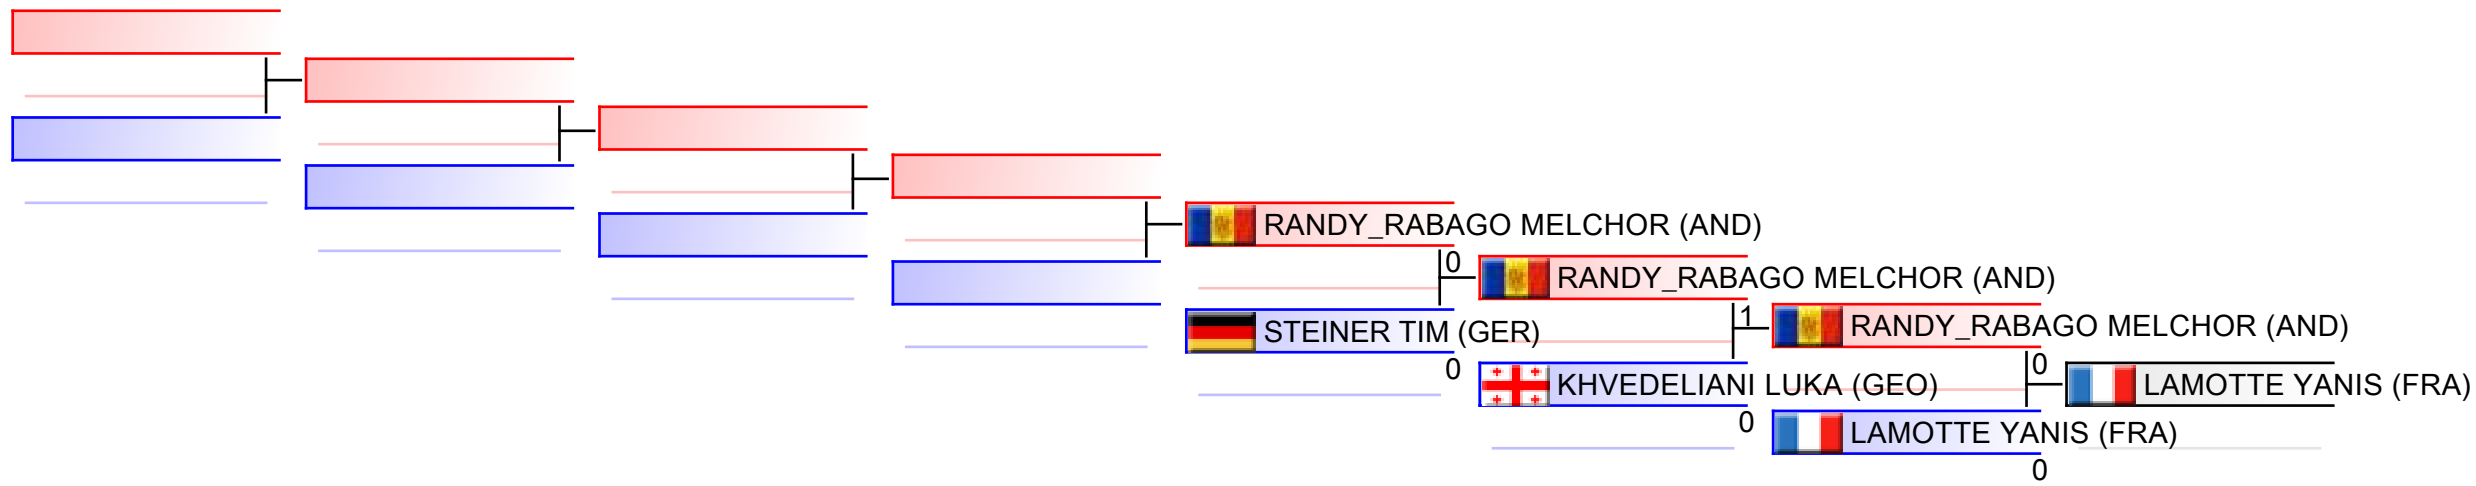 RANDY_RABAGO MELCHOR (AND)
0
RANDY_RABAGO MELCHOR (AND)
STEINER TIM (GER)
1
RANDY_RABAGO MELCHOR (AND)
0
KHVEDELIANI LUKA (GEO)
0
LAMOTTE YANIS (FRA)
0
LAMOTTE YANIS (FRA)
0